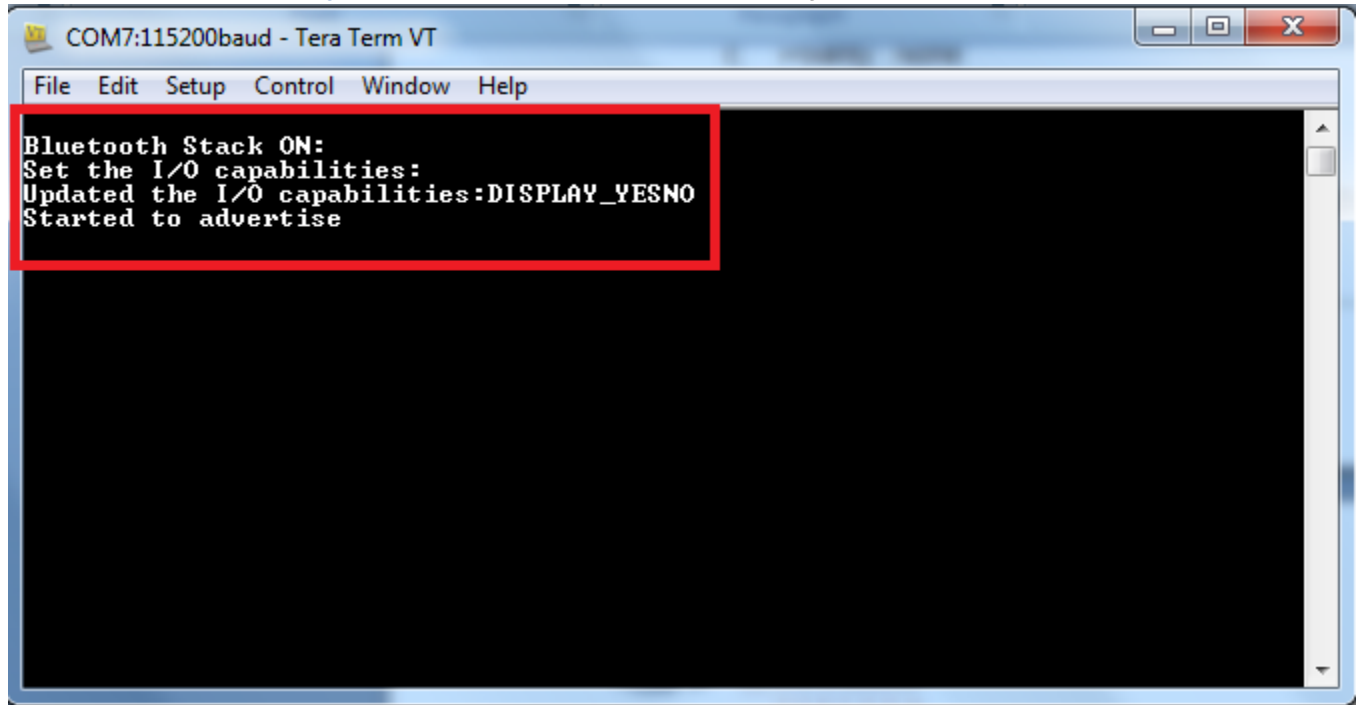 COM7:115200baud - Tera Term VT
File Edit Setup Control Window Help
Bluetooth Stack ON:
Set the I/O capabilities:
Updated the I/O capabilities:DISPLAY_YESNO
Started to advertise